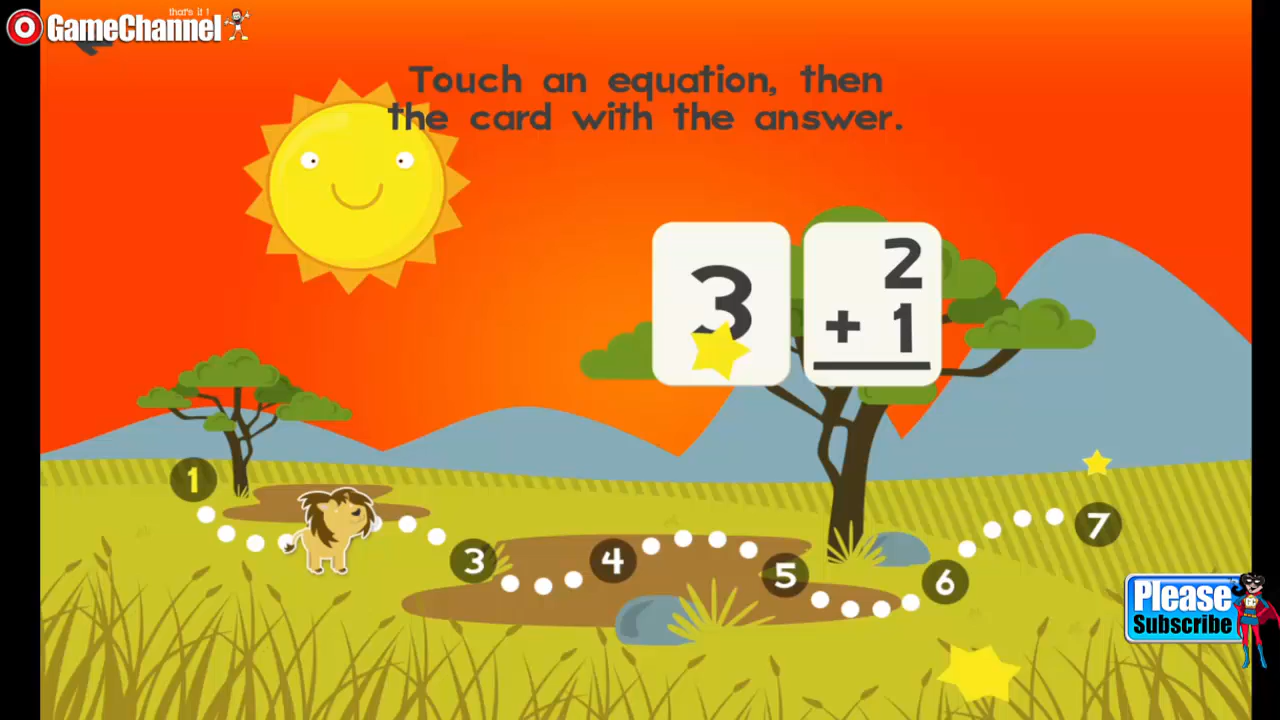 that's it !
GameChannel
Touch an equation, then
the card with the answer.
3
2
+ 1
1
3
4
5
6
7
Please
Subscribe